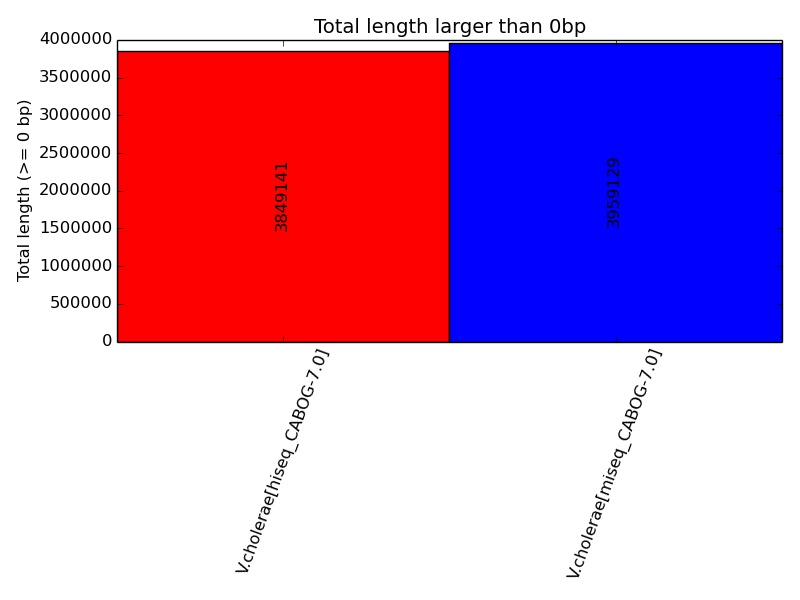 Total length larger than 0bp
Total length (>= 0 bp)
4000000
3500000
3000000
2500000
2000000
1500000
1000000
500000
0
3849141
3959129
V.cholerae[hiseq_CABOG-7.0]
V.cholerae[miseq_CABOG-7.0]